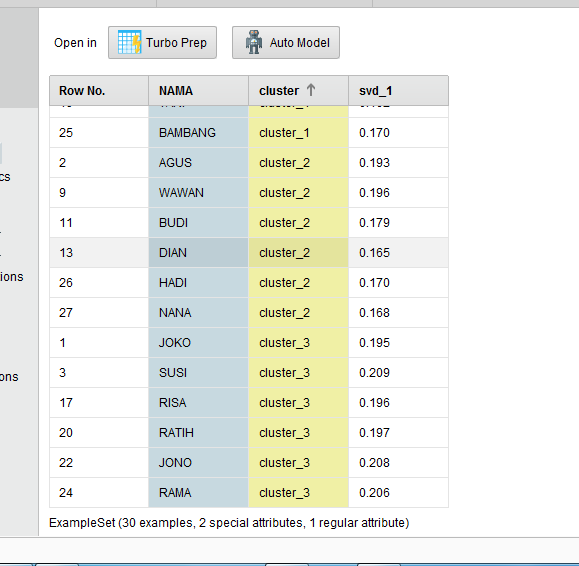 Open in Turbo Prep Auto Model
Row No. NAMA cluster svd_1
25 BAMBANG cluster_1 0.170
2 AGUS cluster_2 0.193
cs
9 WAWAN cluster_2 0.196
11 BUDI cluster_2 0.179
13 DIAN cluster_2 0.165
ions
26 HADI cluster_2 0.170
27 NANA cluster_2 0.168
1 JOKO cluster_3 0.195
3 SUSI cluster_3 0.209
ons
17 RISA cluster_3 0.196
20 RATIH cluster_3 0.197
22 JONO cluster_3 0.208
24 RAMA cluster_3 0.206
ExampleSet (30 examples, 2 special attributes, 1 regular attribute)